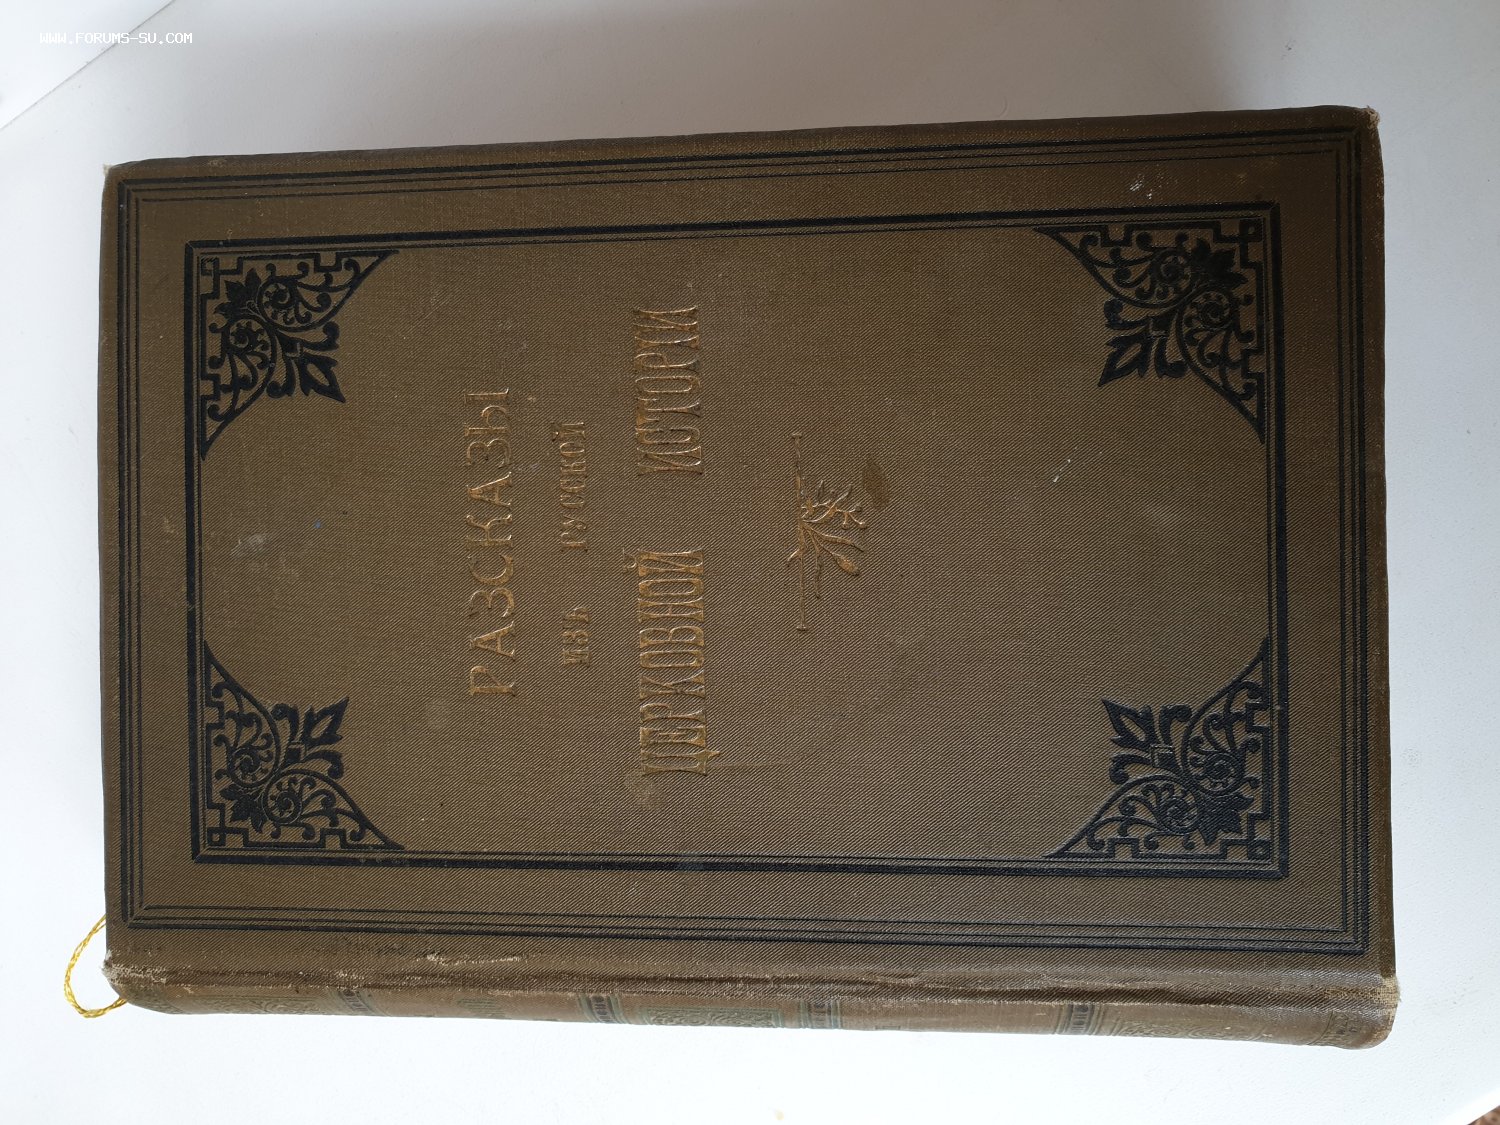 WWW.FORUMS-SU.COM
РАЗСКАЗЫ
ИЗЪ РУССКОЙ
ЦЕРКОВНОЙ ИСТОРІИ